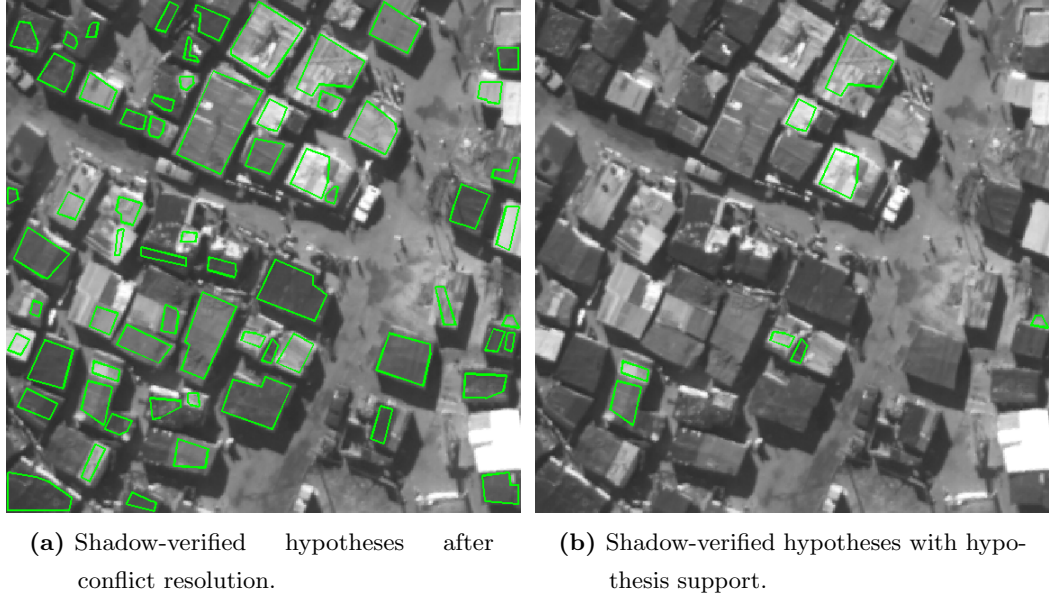 (a) Shadow-verified hypotheses after
conflict resolution.
(b) Shadow-verified hypotheses with hypo-
thesis support.